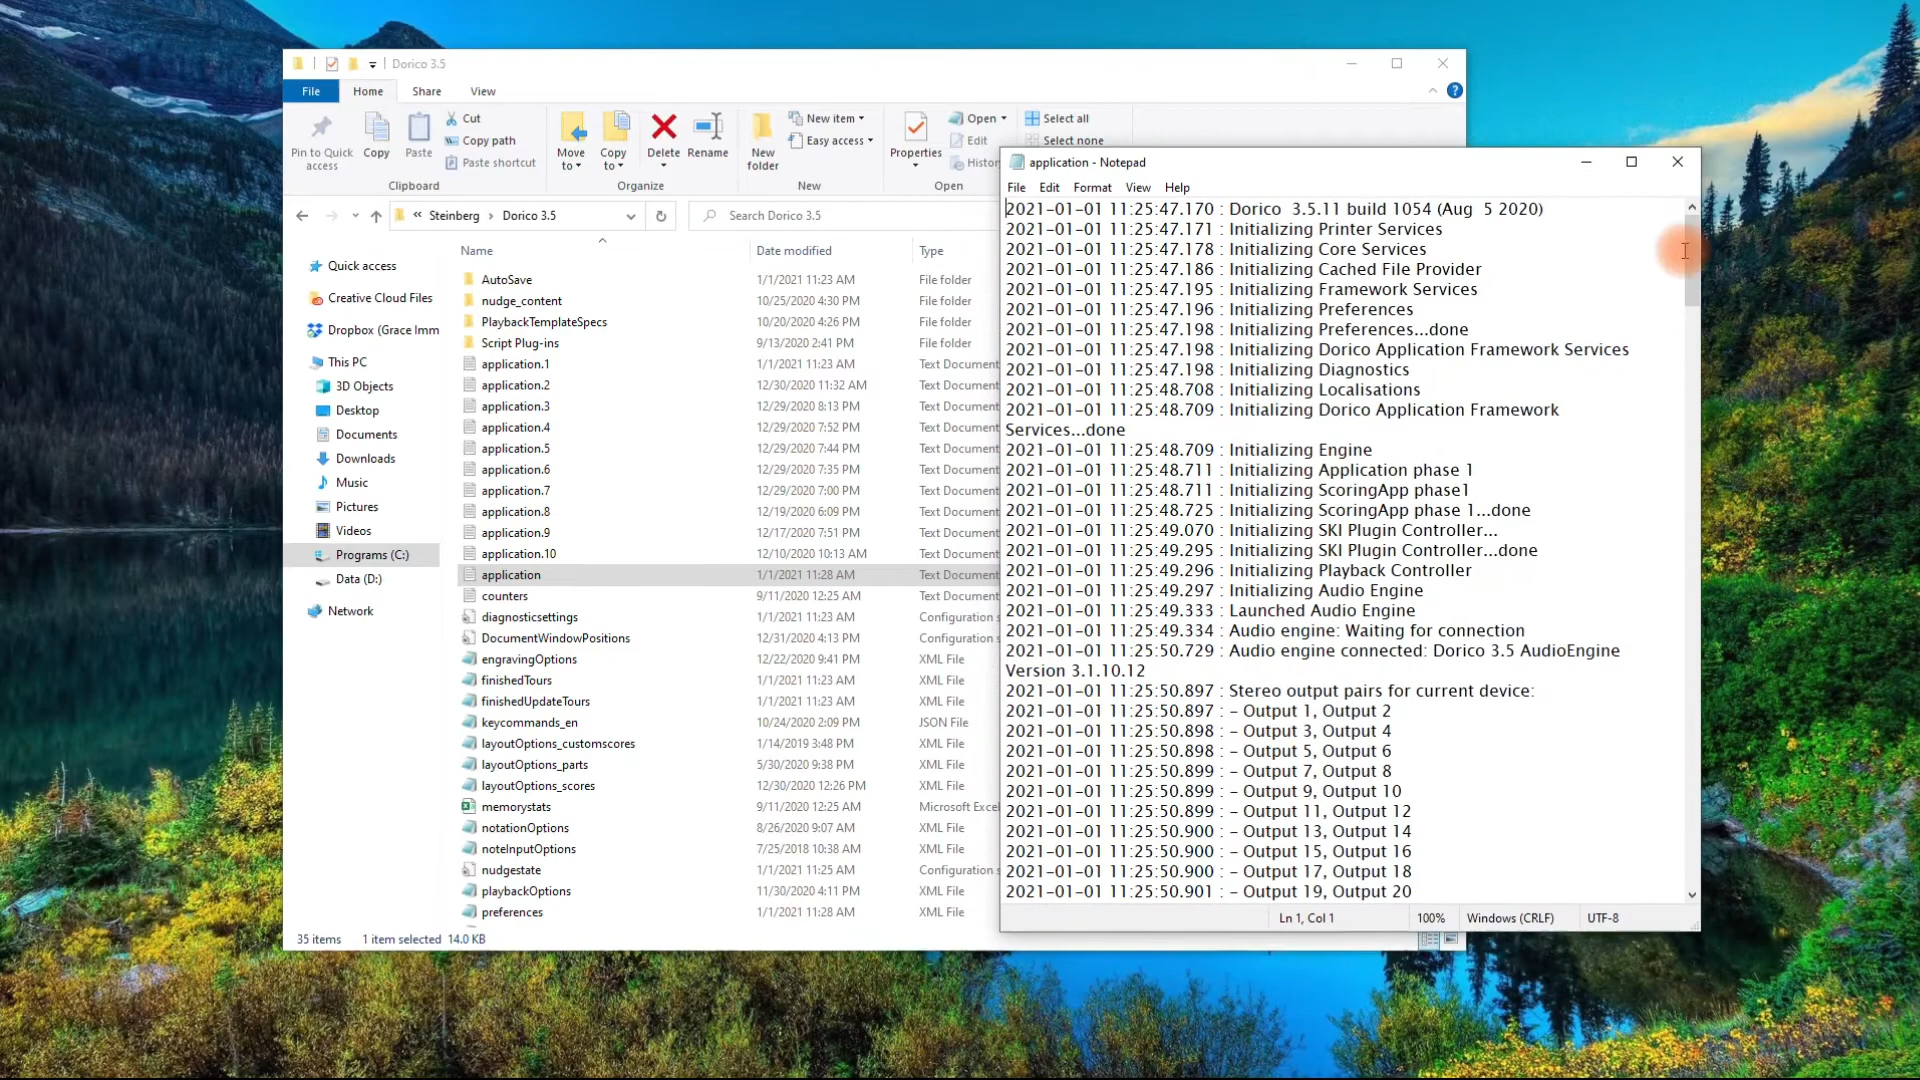 Dorico 3.5
File
Home
Share
View
Pin to Quick access
Copy
Paste
Cut
Copy path
Paste shortcut
Clipboard
Move to
Copy to
Delete
Rename
Organize
New folder
New item
Easy access
New
Properties
Open
Edit
History
Open
Select all
Select none
« Steinberg > Dorico 3.5
Search Dorico 3.5
Quick access
Creative Cloud Files
Dropbox (Grace Imm
This PC
3D Objects
Desktop
Documents
Downloads
Music
Pictures
Videos
Programs (C:)
Data (D:)
Network
Name Date modified Type
AutoSave 1/1/2021 11:23 AM File folder
nudge_content 10/25/2020 4:30 PM File folder
PlaybackTemplateSpecs 10/20/2020 4:26 PM File folder
Script Plug-ins 9/13/2020 2:41 PM File folder
application.1 1/1/2021 11:23 AM Text Document
application.2 12/30/2020 11:32 AM Text Document
application.3 12/29/2020 8:13 PM Text Document
application.4 12/29/2020 7:52 PM Text Document
application.5 12/29/2020 7:44 PM Text Document
application.6 12/29/2020 7:35 PM Text Document
application.7 12/29/2020 7:00 PM Text Document
application.8 12/19/2020 6:09 PM Text Document
application.9 12/17/2020 7:51 PM Text Document
application.10 12/10/2020 10:13 AM Text Document
application 1/1/2021 11:28 AM Text Document
counters 9/11/2020 12:25 AM Text Document
diagnosticsettings 1/1/2021 11:23 AM Configuration s
DocumentWindowPositions 12/31/2020 4:13 PM Configuration s
engravingOptions 12/22/2020 9:41 PM XML File
finishedTours 1/1/2021 11:23 AM XML File
finishedUpdateTours 1/1/2021 11:23 AM XML File
keycommands_en 10/24/2020 2:09 PM JSON File
layoutOptions_customscores 1/14/2019 3:48 PM XML File
layoutOptions_parts 5/30/2020 9:38 PM XML File
layoutOptions_scores 12/30/2020 12:26 PM XML File
memorystats 9/11/2020 12:25 AM Microsoft Excel
notationOptions 8/26/2020 9:07 AM XML File
noteInputOptions 7/25/2018 10:38 AM XML File
nudgestate 1/1/2021 11:25 AM Configuration s
playbackOptions 11/30/2020 4:11 PM XML File
preferences 1/1/2021 11:28 AM XML File
35 items 1 item selected 14.0 KB
application - Notepad
File Edit Format View Help
2021-01-01 11:25:47.170 : Dorico 3.5.11 build 1054 (Aug 5 2020)
2021-01-01 11:25:47.171 : Initializing Printer Services
2021-01-01 11:25:47.178 : Initializing Core Services
2021-01-01 11:25:47.186 : Initializing Cached File Provider
2021-01-01 11:25:47.195 : Initializing Framework Services
2021-01-01 11:25:47.196 : Initializing Preferences
2021-01-01 11:25:47.198 : Initializing Preferences...done
2021-01-01 11:25:47.198 : Initializing Dorico Application Framework Services
2021-01-01 11:25:47.198 : Initializing Diagnostics
2021-01-01 11:25:48.708 : Initializing Localisations
2021-01-01 11:25:48.709 : Initializing Dorico Application Framework
Services...done
2021-01-01 11:25:48.709 : Initializing Engine
2021-01-01 11:25:48.711 : Initializing Application phase 1
2021-01-01 11:25:48.711 : Initializing ScoringApp phase1
2021-01-01 11:25:48.725 : Initializing ScoringApp phase 1...done
2021-01-01 11:25:49.070 : Initializing SKI Plugin Controller...
2021-01-01 11:25:49.295 : Initializing SKI Plugin Controller...done
2021-01-01 11:25:49.296 : Initializing Playback Controller
2021-01-01 11:25:49.297 : Initializing Audio Engine
2021-01-01 11:25:49.333 : Launched Audio Engine
2021-01-01 11:25:49.334 : Audio engine: Waiting for connection
2021-01-01 11:25:50.729 : Audio engine connected: Dorico 3.5 AudioEngine
Version 3.1.10.12
2021-01-01 11:25:50.897 : Stereo output pairs for current device:
2021-01-01 11:25:50.897 : - Output 1, Output 2
2021-01-01 11:25:50.898 : - Output 3, Output 4
2021-01-01 11:25:50.898 : - Output 5, Output 6
2021-01-01 11:25:50.899 : - Output 7, Output 8
2021-01-01 11:25:50.899 : - Output 9, Output 10
2021-01-01 11:25:50.899 : - Output 11, Output 12
2021-01-01 11:25:50.900 : - Output 13, Output 14
2021-01-01 11:25:50.900 : - Output 15, Output 16
2021-01-01 11:25:50.900 : - Output 17, Output 18
2021-01-01 11:25:50.901 : - Output 19, Output 20
Ln 1, Col 1 100% Windows (CRLF) UTF-8